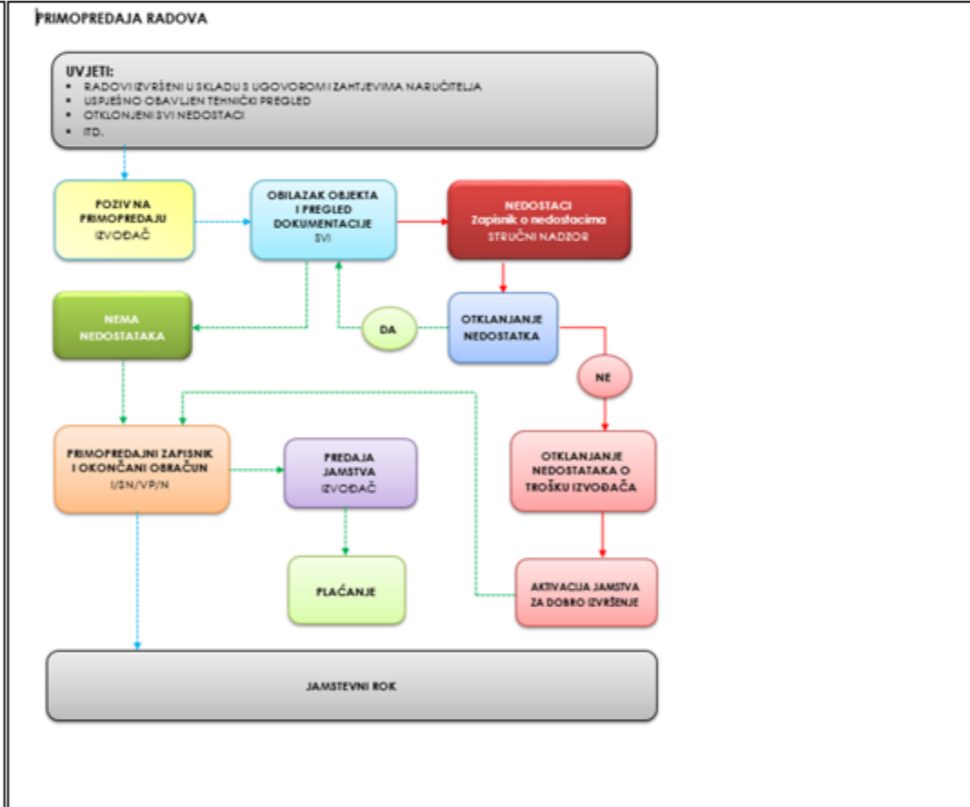 PRIMOPREDAJA RADOVA
UVJETI:
▪ RADOVI IZVRŠENI U SKLADU S UGOVOROM I ZAHTJEVIMA NARUČITELJA
▪ USPJEŠNO OBAVLJEN TEHNIČKI PREGLED
▪ OTKLONJENI SVI NEDOSTACI
▪ ITD.
POZIV NA
PRIMOPREDAJU
IZVOĐAČ
OBILAZAK OBJEKTA
I PREGLED
DOKUMENTACIJE
SVI
NEDOSTACI
Zapisnik o nedostacima
STRUČNI NADZOR
NEMA
NEDOSTATAKA
DA
OTKLANJANJE
NEDOSTATKA
NE
PRIMOPREDAJNI ZAPISNIK
I OKONČANI OBRAČUN
I/SN/VP/N
PREDAJA
JAMSTVA
IZVOĐAČ
OTKLANJANJE
NEDOSTATAKA O
TROŠKU IZVOĐAČA
PLAĆANJE
AKTIVACIJA JAMSTVA
ZA DOBRO IZVRŠENJE
JAMSTEVNI ROK